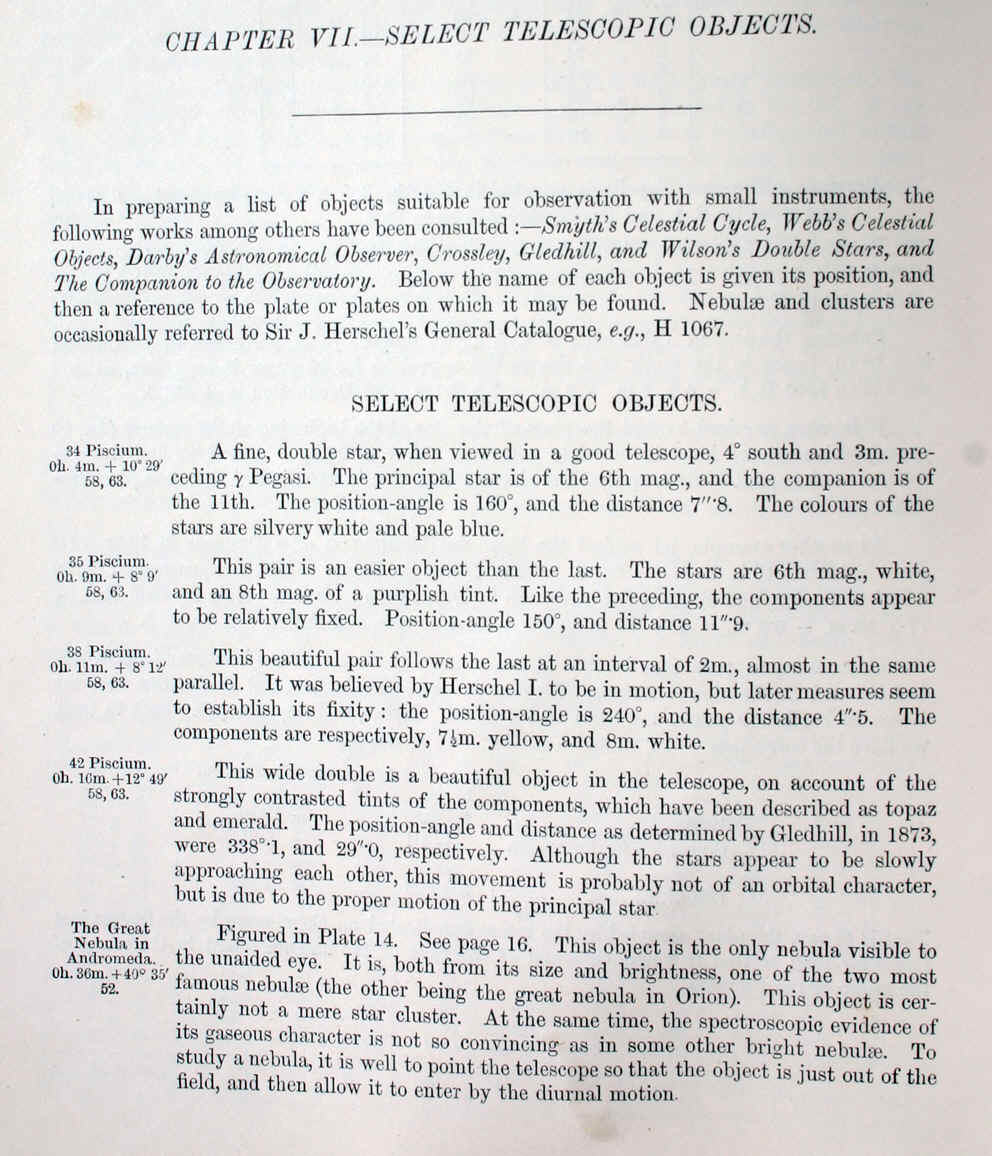 CHAPTER VII.—SELECT TELESCOPIC OBJECTS.
In preparing a list of objects suitable for observation with small instruments, the
following works among others have been consulted :—Smyth's Celestial Cycle, Webb's Celestial
Objects, Darby's Astronomical Observer, Crossley, Gledhill, and Wilson's Double Stars, and
The Companion to the Observatory. Below the name of each object is given its position, and
then a reference to the plate or plates on which it may be found. Nebulæ and clusters are
occasionally referred to Sir J. Herschel's General Catalogue, e.g., H 1067.
SELECT TELESCOPIC OBJECTS.
34 Piscium.
0h. 4m. + 10° 29′
58, 63.
A fine, double star, when viewed in a good telescope, 4° south and 3m. pre-
ceding γ Pegasi. The principal star is of the 6th mag., and the companion is of
the 11th. The position-angle is 160°, and the distance 7″·8. The colours of the
stars are silvery white and pale blue.
35 Piscium.
0h. 9m. + 8° 9′
58, 63.
This pair is an easier object than the last. The stars are 6th mag., white,
and an 8th mag. of a purplish tint. Like the preceding, the components appear
to be relatively fixed. Position-angle 150°, and distance 11″·9.
38 Piscium.
0h. 11m. + 8° 12′
58, 63.
This beautiful pair follows the last at an interval of 2m., almost in the same
parallel. It was believed by Herschel I. to be in motion, but later measures seem
to establish its fixity : the position-angle is 240°, and the distance 4″·5. The
components are respectively, 7½m. yellow, and 8m. white.
42 Piscium.
0h. 16m. +12° 49′
58, 63.
This wide double is a beautiful object in the telescope, on account of the
strongly contrasted tints of the components, which have been described as topaz
and emerald. The position-angle and distance as determined by Gledhill, in 1873,
were 338°·1, and 29″·0, respectively. Although the stars appear to be slowly
approaching each other, this movement is probably not of an orbital character,
but is due to the proper motion of the principal star.
The Great
Nebula in
Andromeda.
0h. 36m. +40° 35′
52.
Figured in Plate 14. See page 16. This object is the only nebula visible to
the unaided eye. It is, both from its size and brightness, one of the two most
famous nebulæ (the other being the great nebula in Orion). This object is cer-
tainly not a mere star cluster. At the same time, the spectroscopic evidence of
its gaseous character is not so convincing as in some other bright nebulæ. To
study a nebula, it is well to point the telescope so that the object is just out of the
field, and then allow it to enter by the diurnal motion.